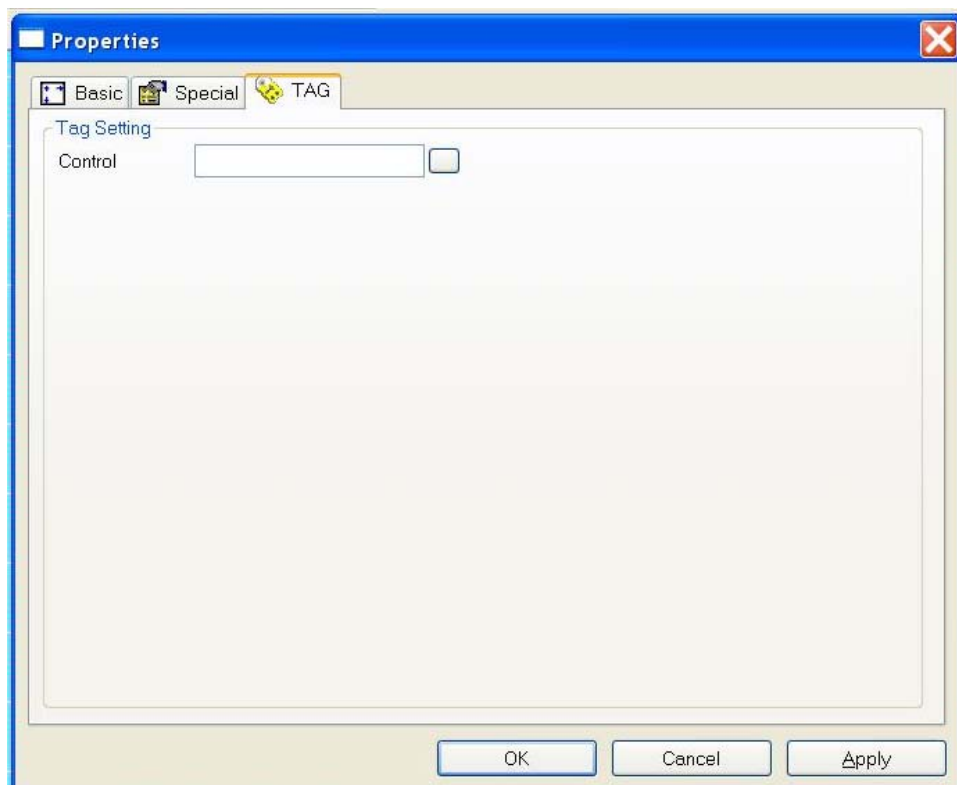 Properties
Basic Special TAG
Tag Setting
Control
OK Cancel Apply